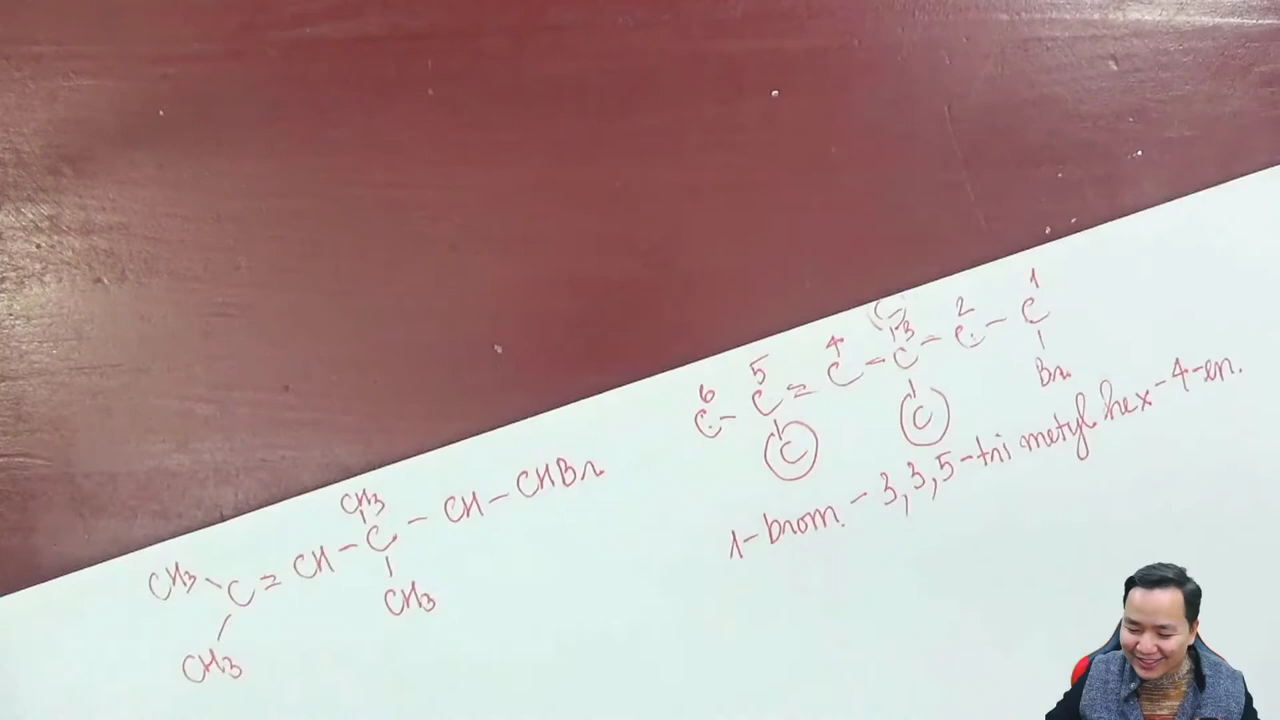 CH3
CH3 \ C = CH - C - CH - CHBr
CH3 CH3
(C)
6 5 4 3 2 1
C - C = C - C - C - C
C C Br
1-brom - 3,3,5-tri metyl hex-4-en.